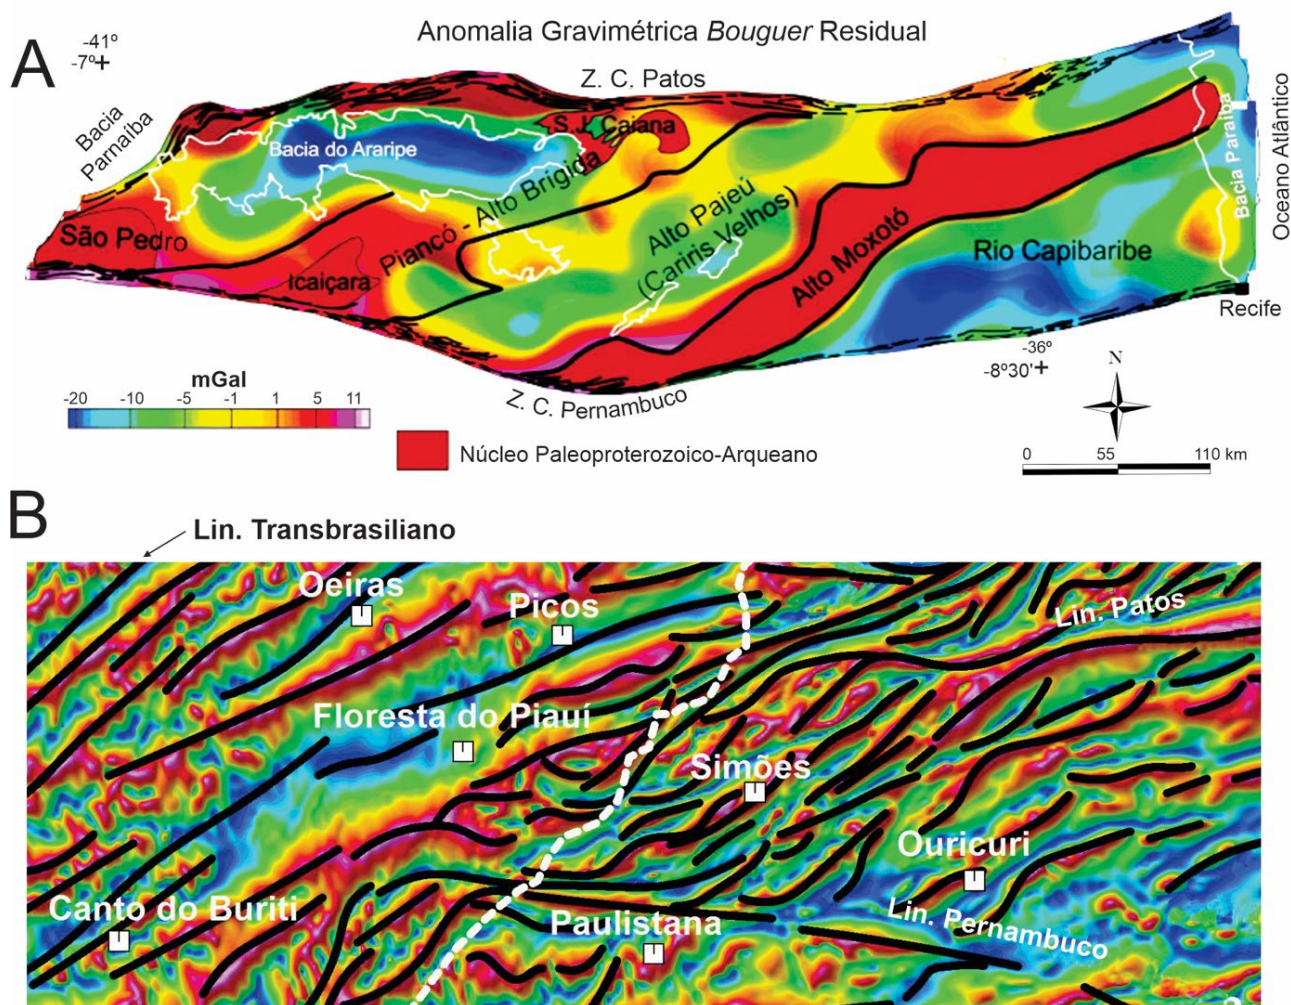 A
Anomalia Gravimétrica Bouguer Residual
-41º
-7º
Z. C. Patos
Bacia
Parnaíba
S.J. Caiana
Bacia do Araripe
Bacia Paraíba
Oceano Atlântico
São Pedro
Icaiçara
Piancó - Alto Brígida
Alto Pajeú
(Cariris Velhos)
Alto Moxotó
Rio Capibaribe
Recife
-36º
-8º30'
Z. C. Pernambuco
mGal
-20 -10 -5 -1 1 5 11
N
Núcleo Paleoproterozoico-Arqueano
0 55 110 km
B
Lin. Transbrasiliano
Oeiras
Picos
Lin. Patos
Floresta do Piauí
Simões
Ouricuri
Canto do Buriti
Paulistana
Lin. Pernambuco